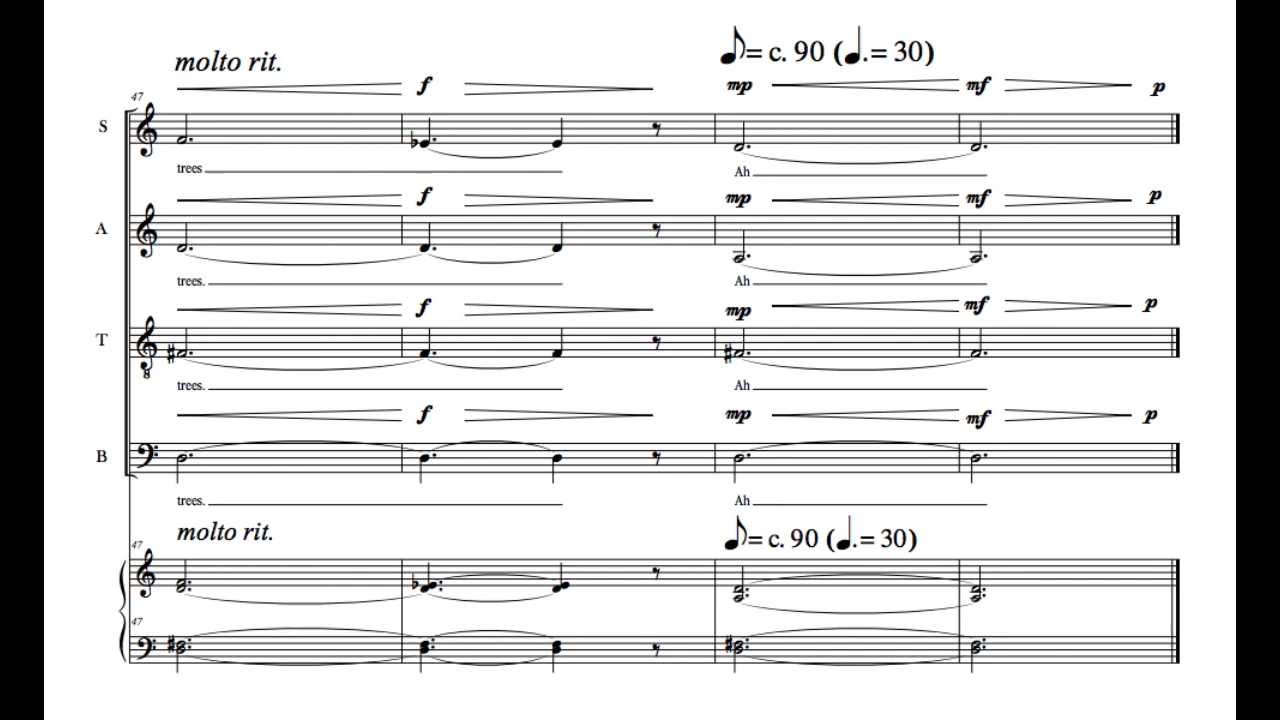 molto rit.
♪= c. 90 (♩.= 30)
f mp mf p
47
S
trees Ah
f mp mf p
A
trees. Ah
f mp mf p
T
8
trees. Ah
f mp mf p
B
trees. Ah
molto rit.
♪= c. 90 (♩.= 30)
47
47